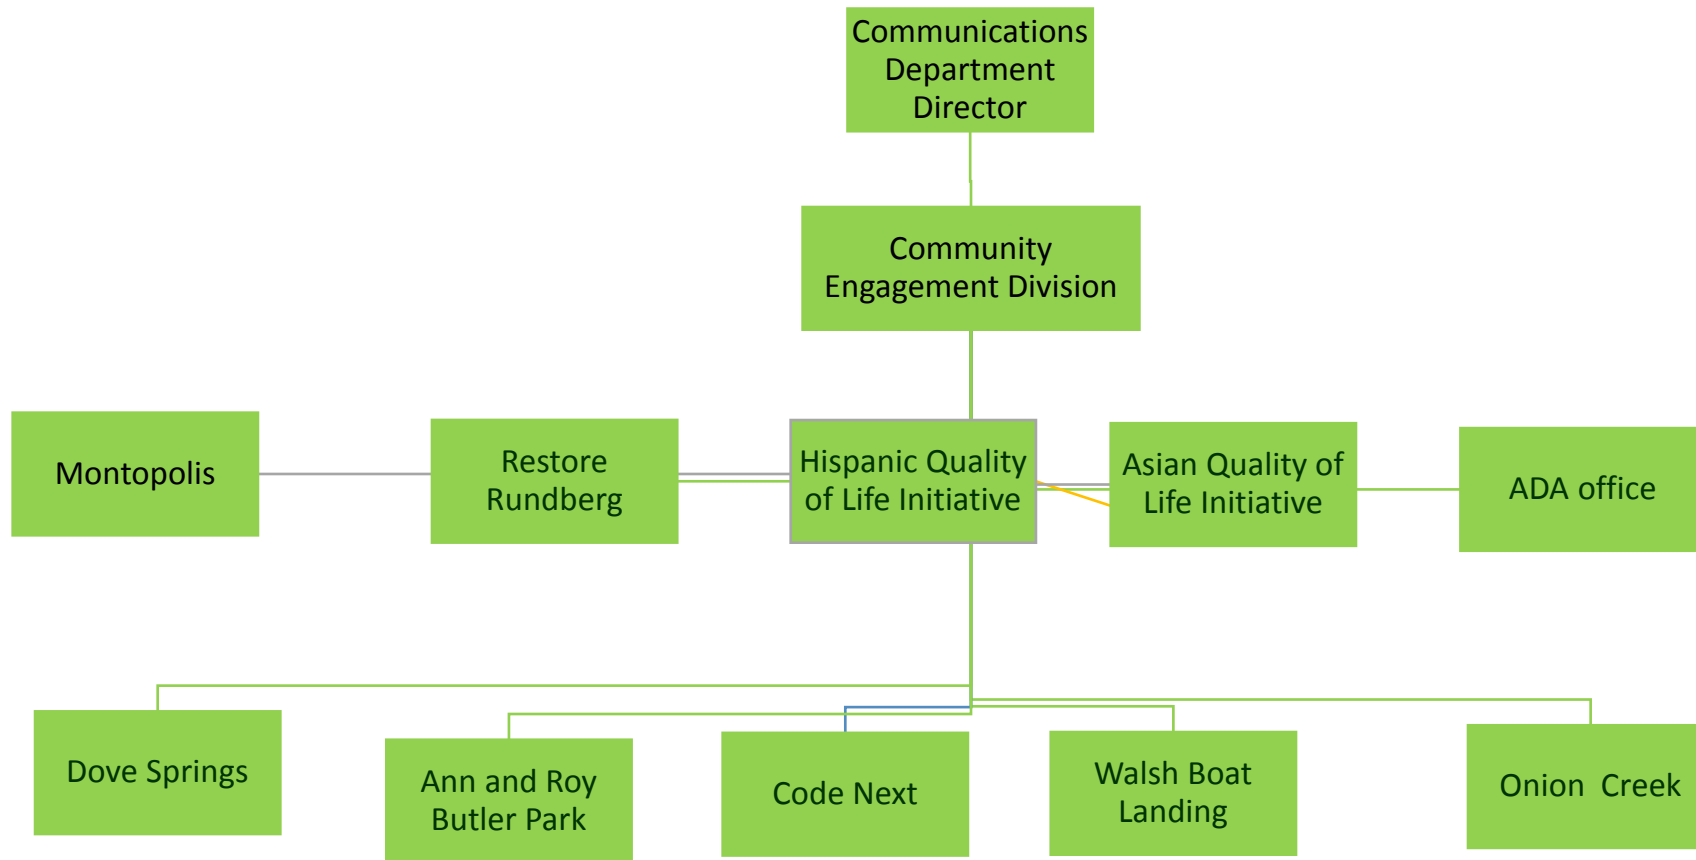 Communications
Department
Director
Community
Engagement Division
Montopolis
Restore
Rundberg
Hispanic Quality
of Life Initiative
Asian Quality of
Life Initiative
ADA office
Dove Springs
Ann and Roy
Butler Park
Code Next
Walsh Boat
Landing
Onion  Creek